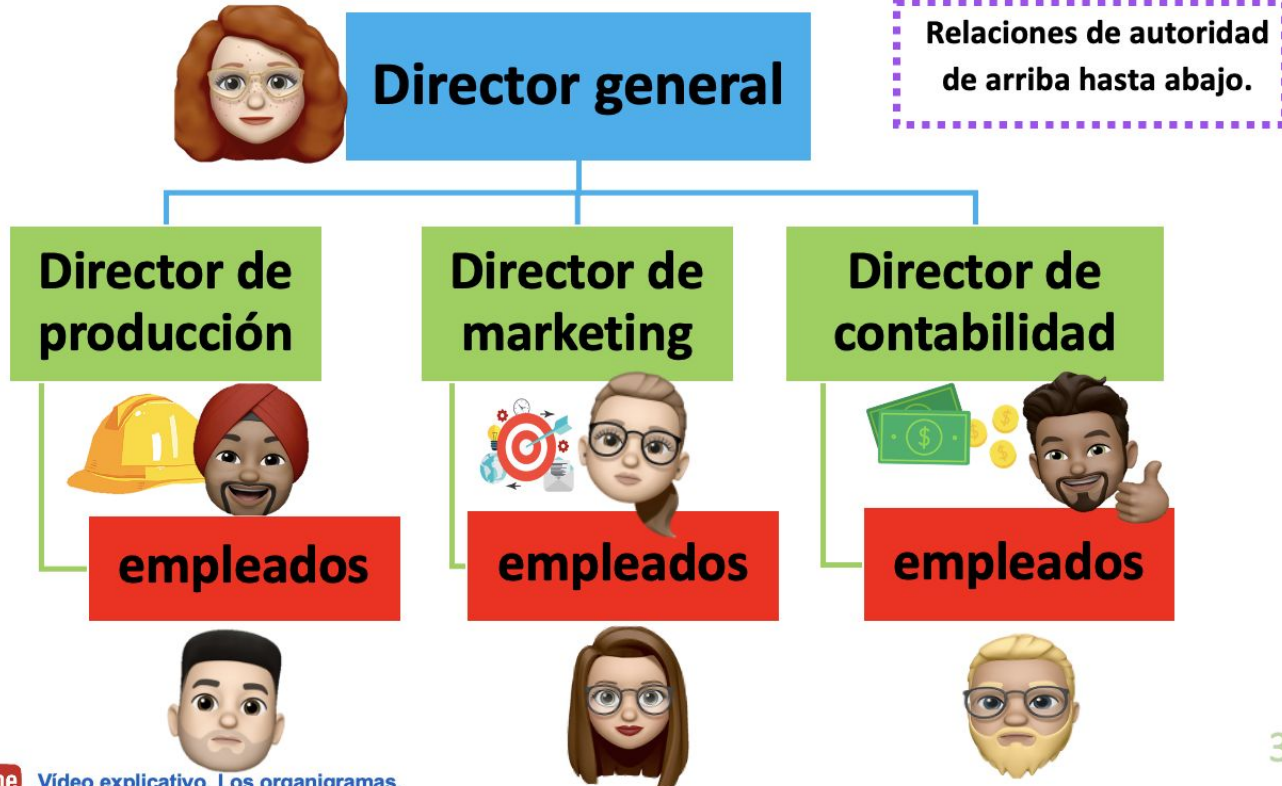 Director general
Relaciones de autoridad
de arriba hasta abajo.
Director de
producción
Director de
marketing
Director de
contabilidad
empleados
empleados
empleados
Vídeo explicativo. Los organigramas